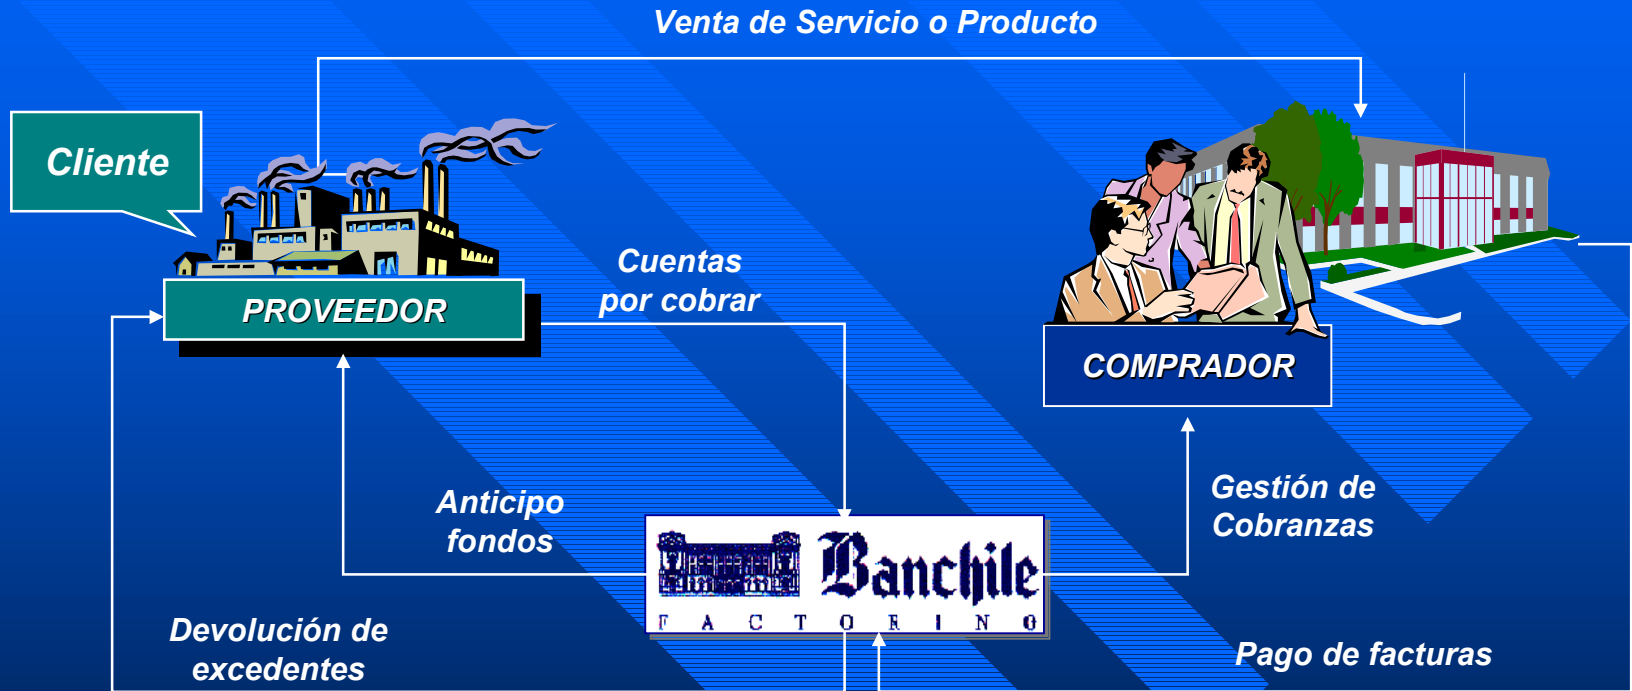 Venta de Servicio o Producto
Cliente
PROVEEDOR
Cuentas
por cobrar
COMPRADOR
Anticipo
fondos
Gestión de
Cobranzas
Banchile
FACTORING
Devolución de
excedentes
Pago de facturas